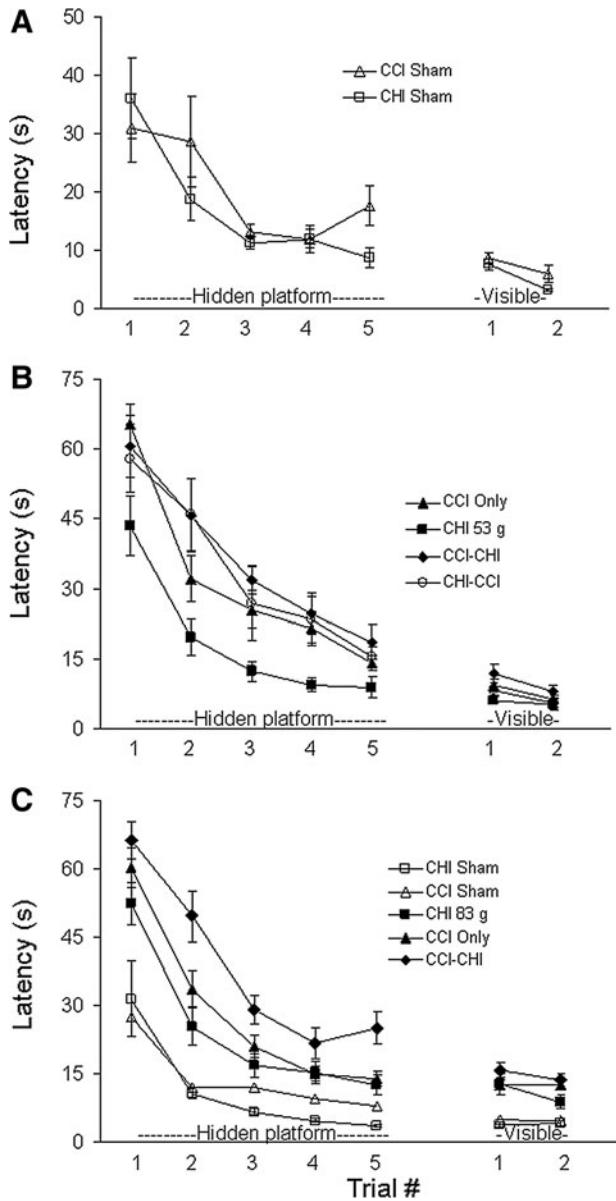 A
50
40
30
20
10
0
Latency (s)
CCI Sham
CHI Sham
-------Hidden platform------
-Visible-
1 2 3 4 5 1 2
B
75
60
45
30
15
0
Latency (s)
CCI Only
CHI 53 g
CCI-CHI
CHI-CCI
-------Hidden platform------
-Visible-
1 2 3 4 5 1 2
C
75
60
45
30
15
0
Latency (s)
CHI Sham
CCI Sham
CHI 83 g
CCI Only
CCI-CHI
-------Hidden platform------
-Visible-
1 2 3 4 5 1 2
Trial #